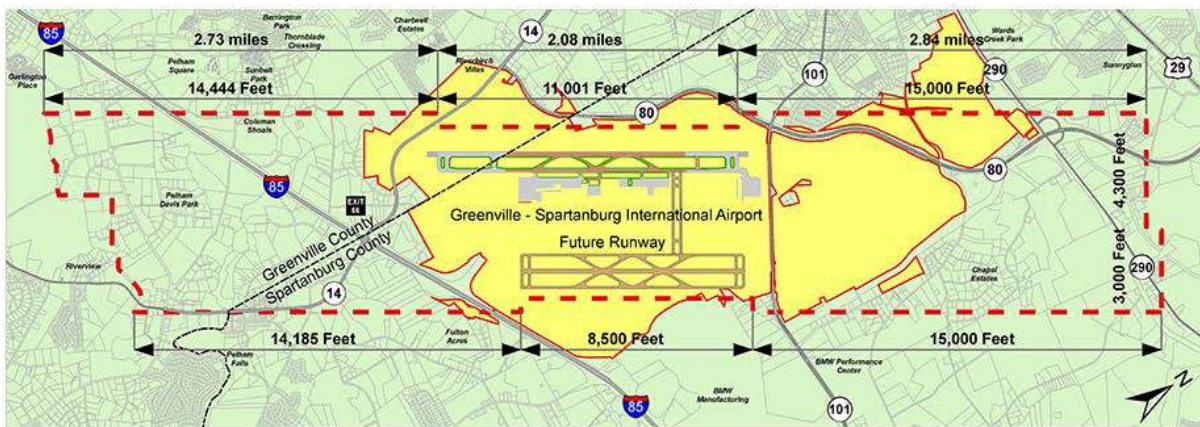 85
2.73 miles
14,444 Feet
Barrington
Park
Thornblade
Crossing
Chartwell
Estates
14
2.08 miles
11,001 Feet
2.84 miles
15,000 Feet
Wards
Creek Park
Sunnyglen
29
290
101
Garlington
Place
Pelham
Square
Sunbelt
Park
Riverbirch
Villas
80
Coleman
Shoals
85
80
4,300 Feet
3,000 Feet
Pelham
Davis Park
EXIT
56
Greenville - Spartanburg International Airport
Future Runway
Greenville County
Spartanburg County
Riverview
14
Chapel
Estates
290
14,185 Feet
8,500 Feet
15,000 Feet
Pelham
Falls
Fulton
Acres
BMW Performance
Center
BMW
Manufacturing
85
101
N